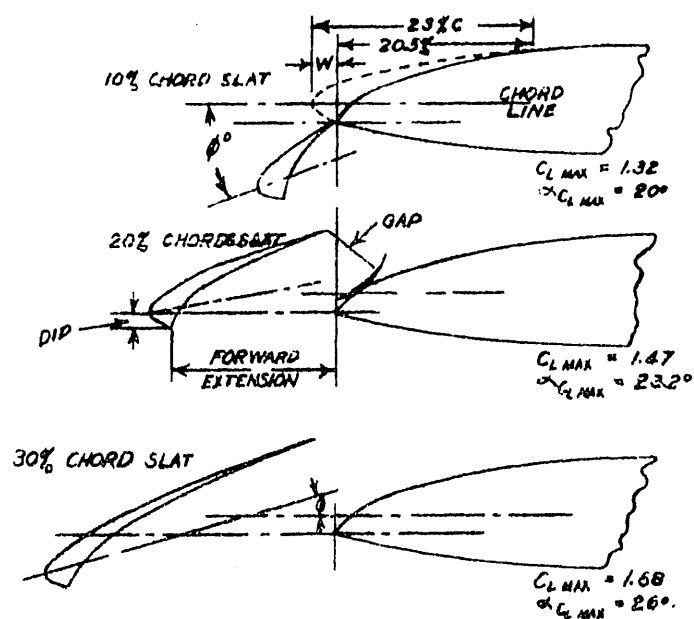 23%C
20.5%
W
10% CHORD SLAT
CHORD
LINE
φ°
C_L MAX = 1.32
α_C_L MAX = 20°
GAP
20% CHORD SLAT
DIP
FORWARD
EXTENSION
C_L MAX = 1.47
α_C_L MAX = 23.2°
30% CHORD SLAT
φ
C_L MAX = 1.68
α_C_L MAX = 26°.